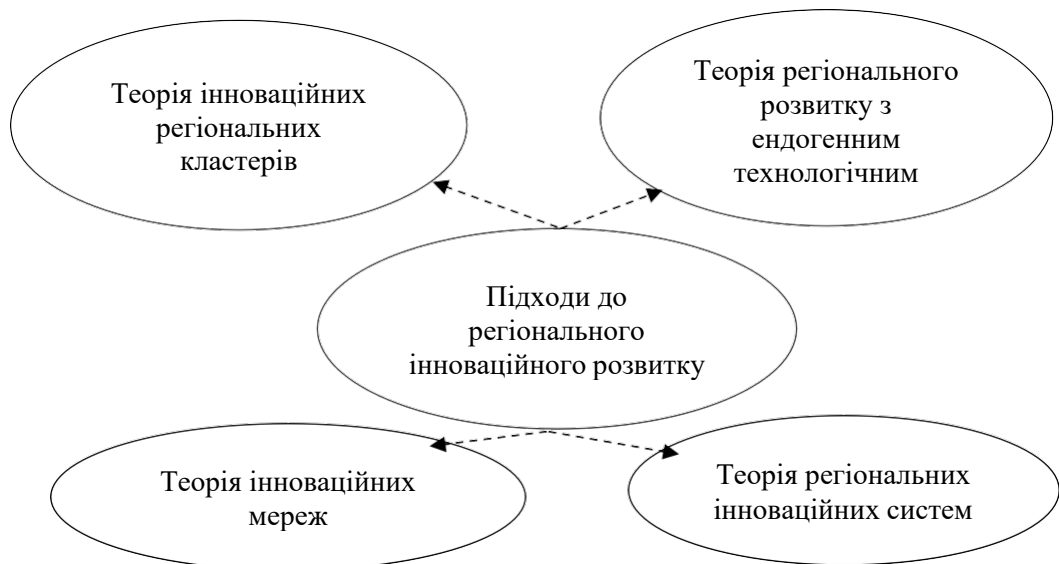 Теорія інноваційних
регіональних
кластерів
Теорія регіонального
розвитку з
ендогенним
технологічним
Підходи до
регіонального
інноваційного розвитку
Теорія інноваційних
мереж
Теорія регіональних
інноваційних систем